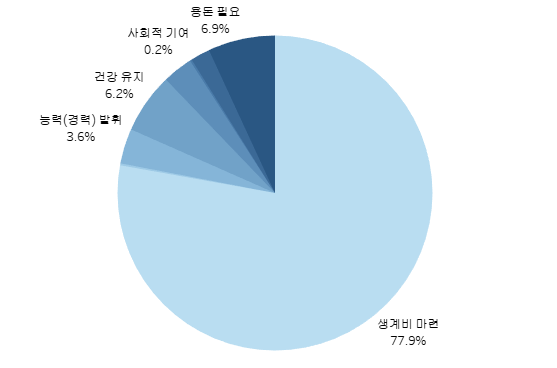 용돈 필요
6.9%
사회적 기여
0.2%
건강 유지
6.2%
능력(경력) 발휘
3.6%
생계비 마련
77.9%